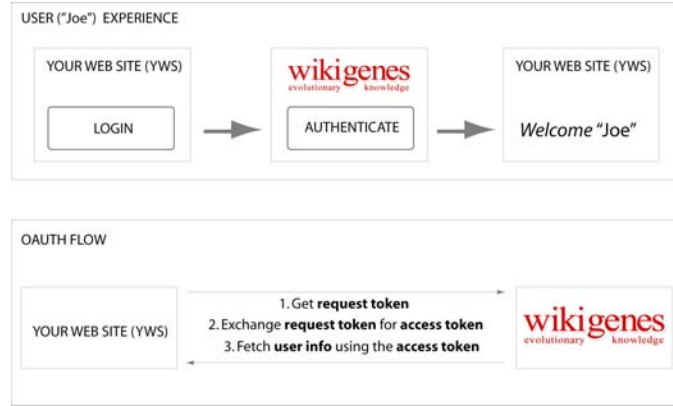 USER ("Joe") EXPERIENCE
YOUR WEB SITE (YWS)
LOGIN
wikigenes
evolutionary knowledge
AUTHENTICATE
YOUR WEB SITE (YWS)
Welcome "Joe"
OAUTH FLOW
YOUR WEB SITE (YWS)
1. Get request token
2. Exchange request token for access token
3. Fetch user info using the access token
wikigenes
evolutionary knowledge